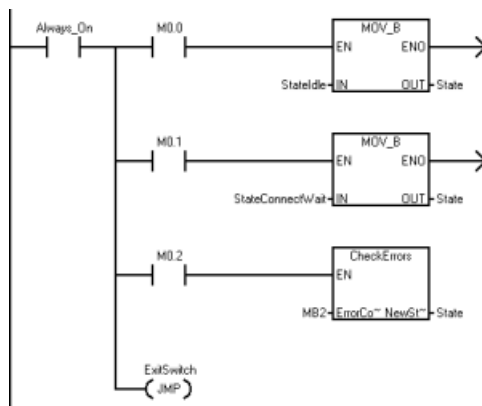 Always_On
M0.0
MOV_B
EN ENO
StateIdle IN OUT State
M0.1
MOV_B
EN ENO
StateConnectWait IN OUT State
M0.2
CheckErrors
EN
MB2 ErrorCo~ NewSt~ State
ExitSwitch
JMP